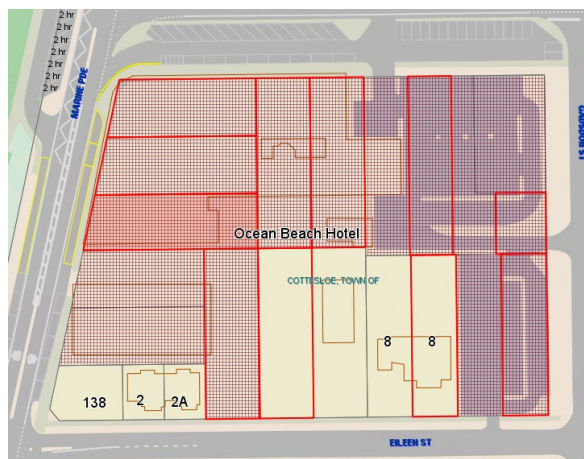 2 hr
2 hr
2 hr
2 hr
2 hr
2 hr
2 hr
MARINE PDE
GADSDON ST
Ocean Beach Hotel
COTTESLOE, TOWN OF
8
8
138
2
2A
EILEEN ST